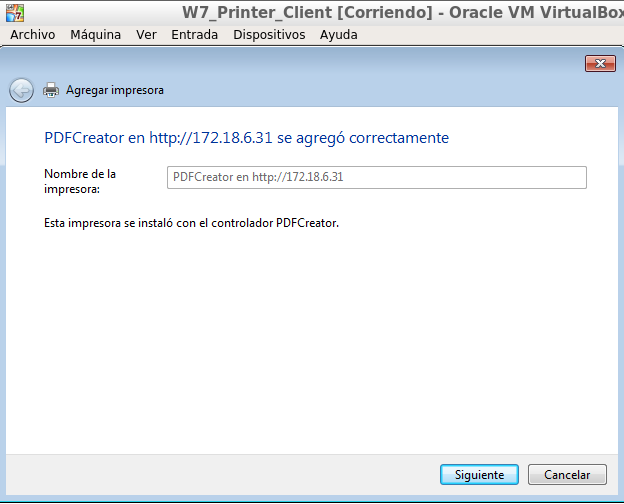 W7_Printer_Client [Corriendo] - Oracle VM VirtualBox
Archivo Máquina Ver Entrada Dispositivos Ayuda
Agregar impresora
PDFCreator en http://172.18.6.31 se agregó correctamente
Nombre de la impresora:
PDFCreator en http://172.18.6.31
Esta impresora se instaló con el controlador PDFCreator.
Siguiente Cancelar